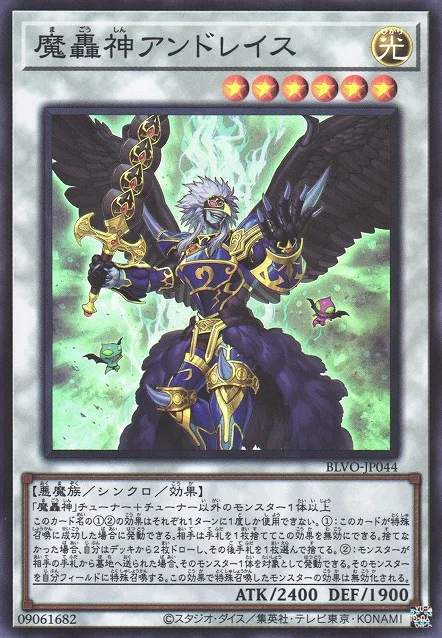 魔轟神アンドレイス
光
BLVO-JP044
【悪魔族／シンクロ／効果】
「魔轟神」チューナー＋チューナー以外のモンスター1体以上
このカード名の①②の効果はそれぞれ1ターンに1度しか使用できない。①：このカードが特殊
召喚に成功した場合に発動できる。相手は手札を1枚捨ててこの効果を無効にできる。捨てな
かった場合、自分はデッキから2枚ドローし、その後手札を1枚選んで捨てる。②：モンスターが
相手の手札から墓地へ送られた場合、そのモンスター1体を対象として発動できる。そのモンスター
を自分フィールドに特殊召喚する。この効果で特殊召喚したモンスターの効果は無効化される。
ATK/2400 DEF/1900
09061682
©スタジオ・ダイス／集英社・テレビ東京・KONAMI